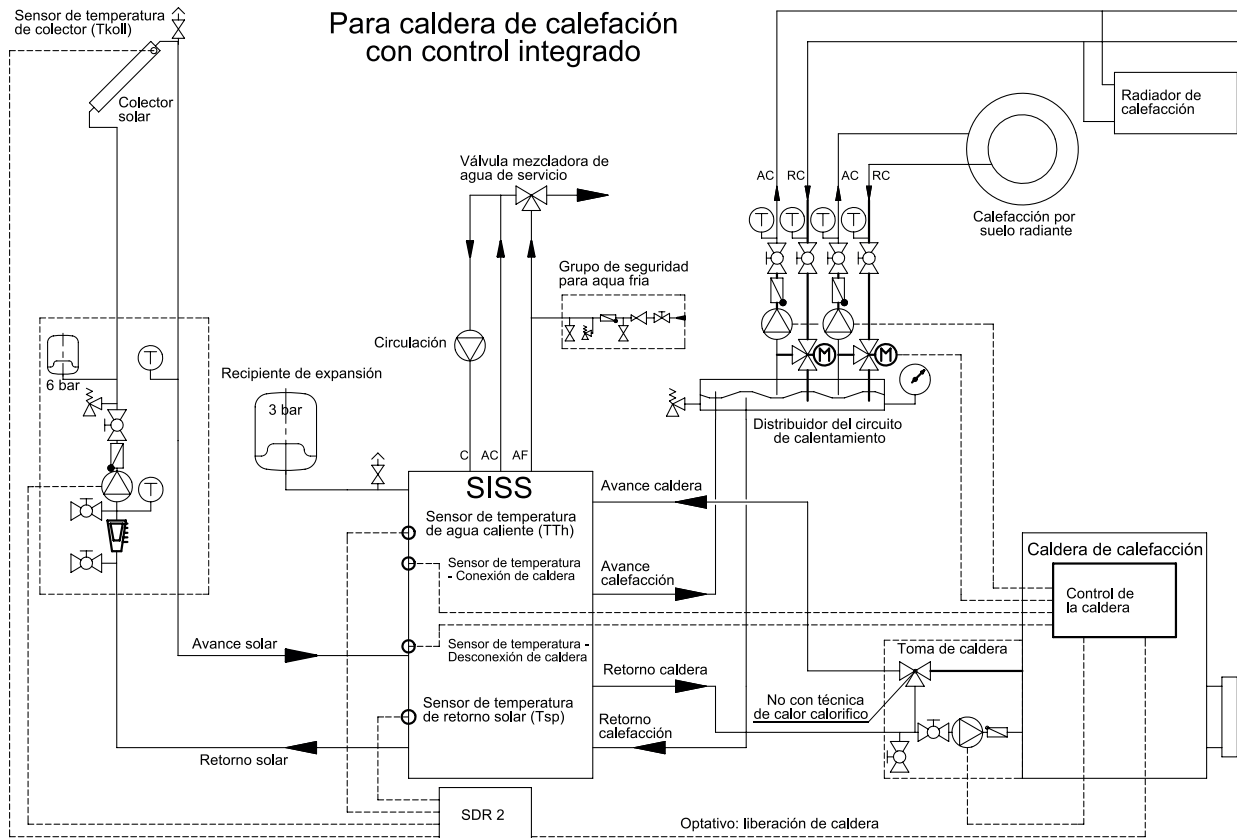 Sensor de temperatura
de colector (Tkoll)
Para caldera de calefación
con control integrado
Colector
solar
Radiador de
calefacción
Válvula mezcladora de
agua de servicio
AC
RC
AC
RC
T
T
T
T
Calefacción por
suelo radiante
Grupo de seguridad
para aqua fria
Circulación
6 bar
T
Recipiente de expansión
3 bar
M
M
Distribuidor del circuito
de calentamiento
C
AC
AF
T
SISS
Avance caldera
Sensor de temperatura
de agua caliente (TTh)
Sensor de temperatura
- Conexión de caldera
Avance
calefacción
Caldera de calefacción
Control de
la caldera
Avance solar
Sensor de temperatura -
Desconexión de caldera
Toma de caldera
Retorno caldera
No con técnica
de calor calorifico
Sensor de temperatura
de retorno solar (Tsp)
Retorno
calefacción
Retorno solar
SDR 2
Optativo: liberación de caldera